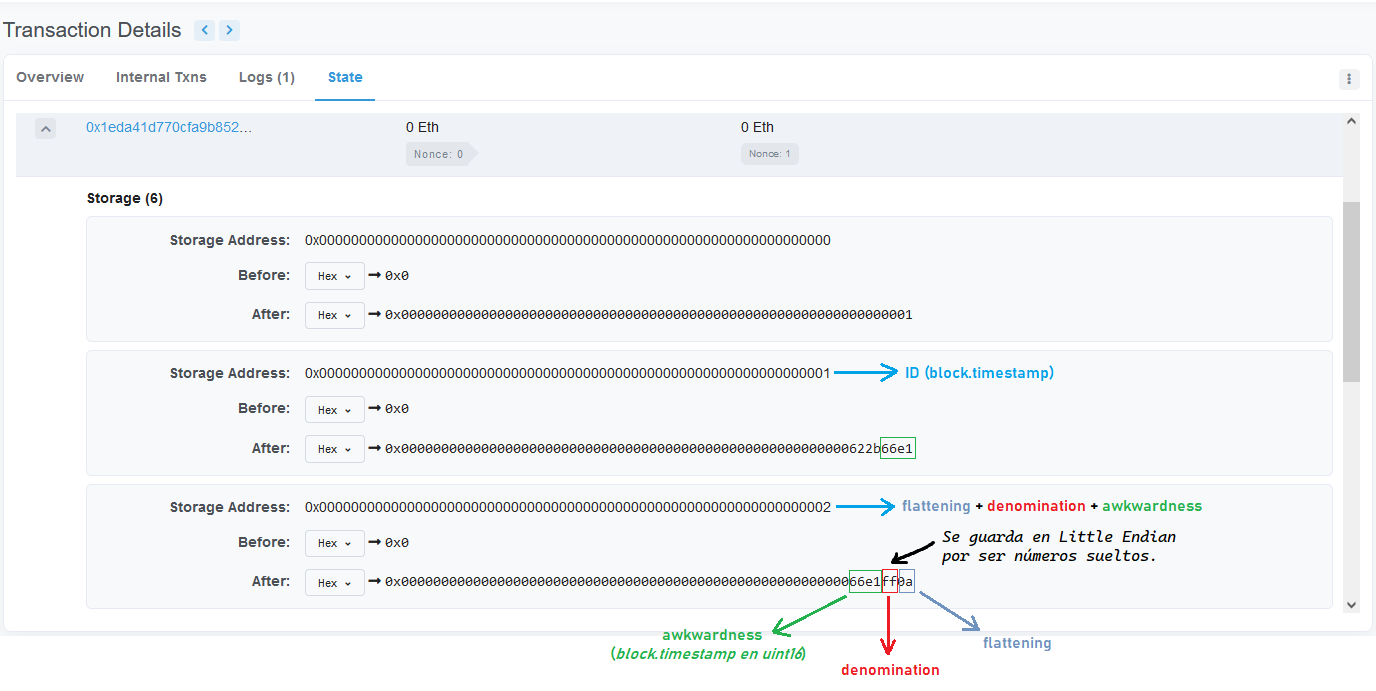 Transaction Details
Overview Internal Txns Logs (1) State
0x1eda41d770cfa9b852... 0 Eth 0 Eth
Nonce: 0 Nonce: 1
Storage (6)
Storage Address: 0x0000000000000000000000000000000000000000000000000000000000000000
Before: Hex ➞ 0x0
After: Hex ➞ 0x0000000000000000000000000000000000000000000000000000000000000001
Storage Address: 0x0000000000000000000000000000000000000000000000000000000000000001 ID (block.timestamp)
Before: Hex ➞ 0x0
After: Hex ➞ 0x00000000000000000000000000000000000000000000000000000000622b66e1
Storage Address: 0x0000000000000000000000000000000000000000000000000000000000000002 flattening + denomination + awkwardness
Se guarda en Little Endian
por ser números sueltos.
Before: Hex ➞ 0x0
After: Hex ➞ 0x0000000000000000000000000000000000000000000000000000000066e1ff0a
awkwardness
(block.timestamp en uint16)
flattening
denomination